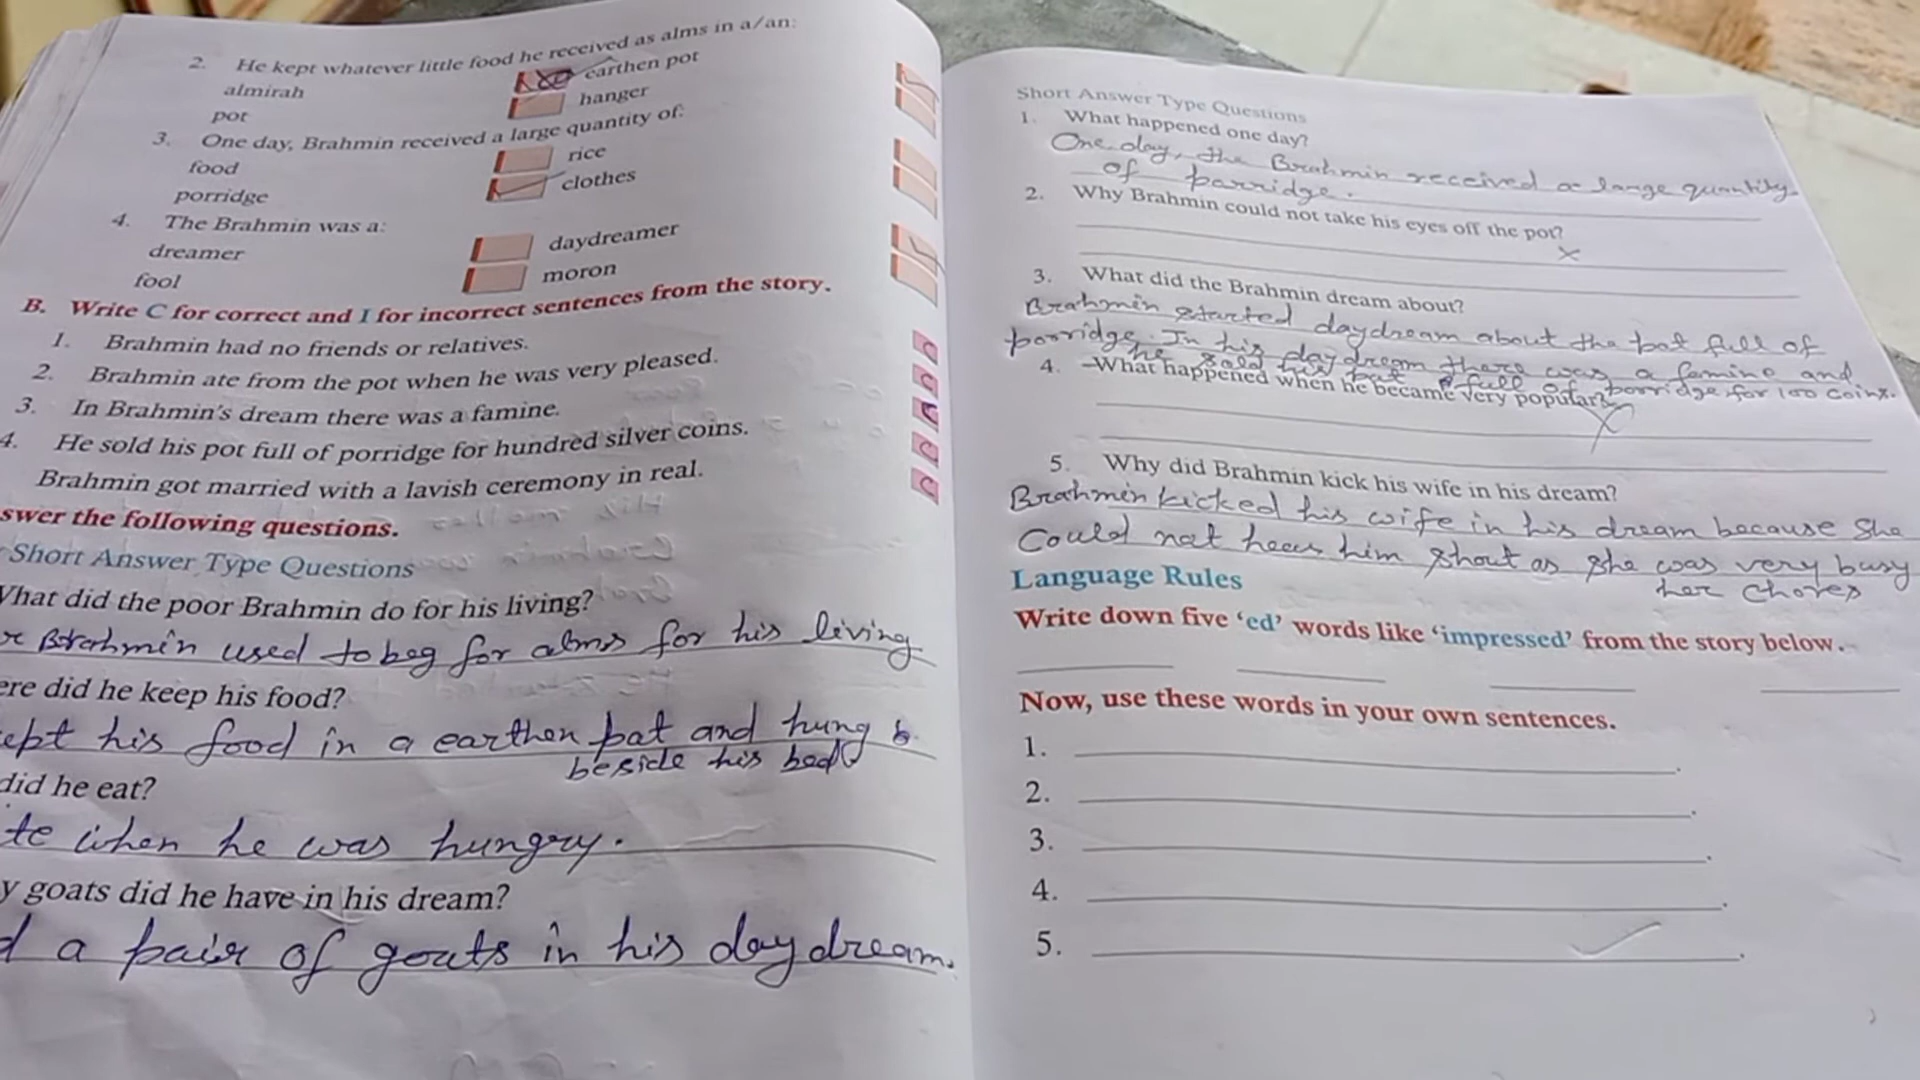 2. He kept whatever little food he received as alms in a/an:
almirah earthen pot
pot hanger
3. One day, Brahmin received a large quantity of:
food rice
porridge clothes
4. The Brahmin was a:
dreamer daydreamer
fool moron
B. Write C for correct and I for incorrect sentences from the story.
1. Brahmin had no friends or relatives. C
2. Brahmin ate from the pot when he was very pleased. C
3. In Brahmin's dream there was a famine. C
4. He sold his pot full of porridge for hundred silver coins. C
Brahmin got married with a lavish ceremony in real. C
swer the following questions.
Short Answer Type Questions
What did the poor Brahmin do for his living?
Brahmin used to beg for alms for his living
ere did he keep his food?
ept his food in a earthen pot and hung
beside his bed
did he eat?
te when he was hungry.
y goats did he have in his dream?
d a pair of goats in his daydream.
Short Answer Type Questions
1. What happened one day?
One day, the Brahmin received a large quantity
of porridge.
2. Why Brahmin could not take his eyes off the pot?
3. What did the Brahmin dream about?
Brahmin started daydream about the pot full of
porridge. In his daydream there was a famine and
he sold his pot full of porridge for 100 coins.
4. What happened when he became very popular?
5. Why did Brahmin kick his wife in his dream?
Brahmin kicked his wife in his dream because she
Could not hear him shout as she was very busy
her chores
Language Rules
Write down five 'ed' words like 'impressed' from the story below.
Now, use these words in your own sentences.
1.
2.
3.
4.
5.